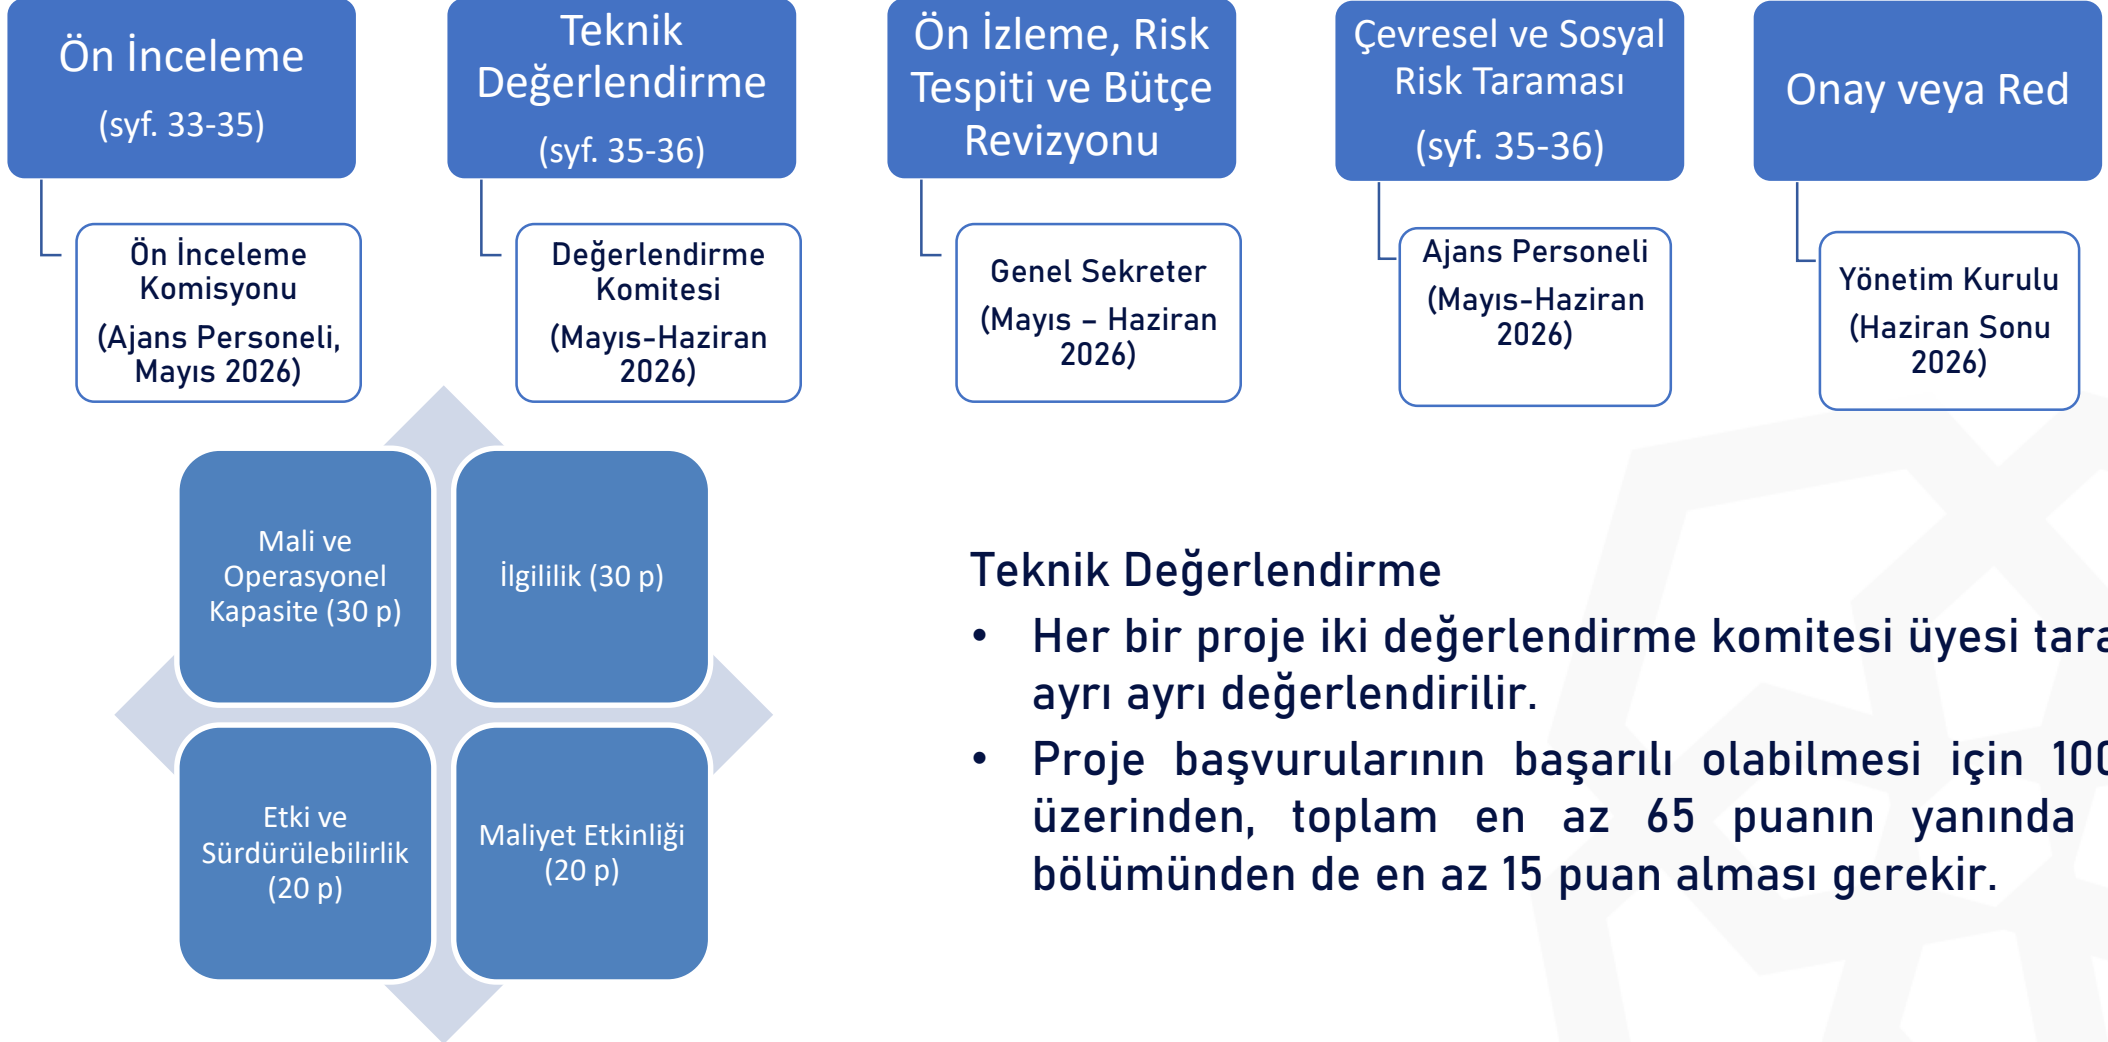 Ön İnceleme
(syf. 33-35)
Teknik
Değerlendirme
(syf. 35-36)
Ön İzleme, Risk
Tespiti ve Bütçe
Revizyonu
Çevresel ve Sosyal
Risk Taraması
(syf. 35-36)
Onay veya Red
Ön İnceleme
Komisyonu
(Ajans Personeli,
Mayıs 2026)
Değerlendirme
Komitesi
(Mayıs-Haziran
2026)
Genel Sekreter
(Mayıs – Haziran
2026)
Ajans Personeli
(Mayıs-Haziran
2026)
Yönetim Kurulu
(Haziran Sonu
2026)
Mali ve
Operasyonel
Kapasite (30 p)
İlgililik (30 p)
Etki ve
Sürdürülebilirlik
(20 p)
Maliyet Etkinliği
(20 p)
Teknik Değerlendirme
• Her bir proje iki değerlendirme komitesi üyesi
ayrı ayrı değerlendirilir.
• Proje başvurularının başarılı olabilmesi için 100
üzerinden, toplam en az 65 puanın yanında
bölümünden de en az 15 puan alması gerekir.